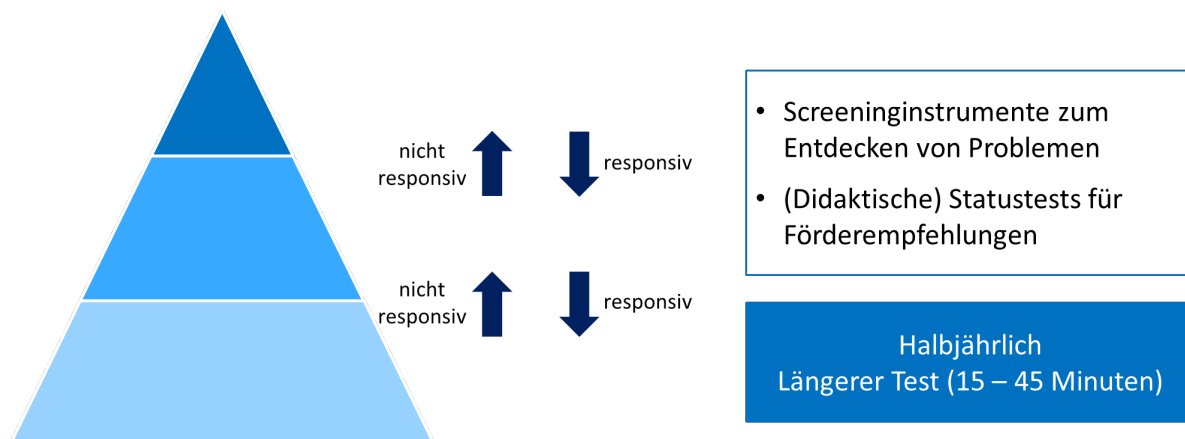 nicht
responsiv
responsiv
nicht
responsiv
responsiv
• Screeninginstrumente zum
Entdecken von Problemen
• (Didaktische) Statustests für
Förderempfehlungen
Halbjährlich
Längerer Test (15 – 45 Minuten)